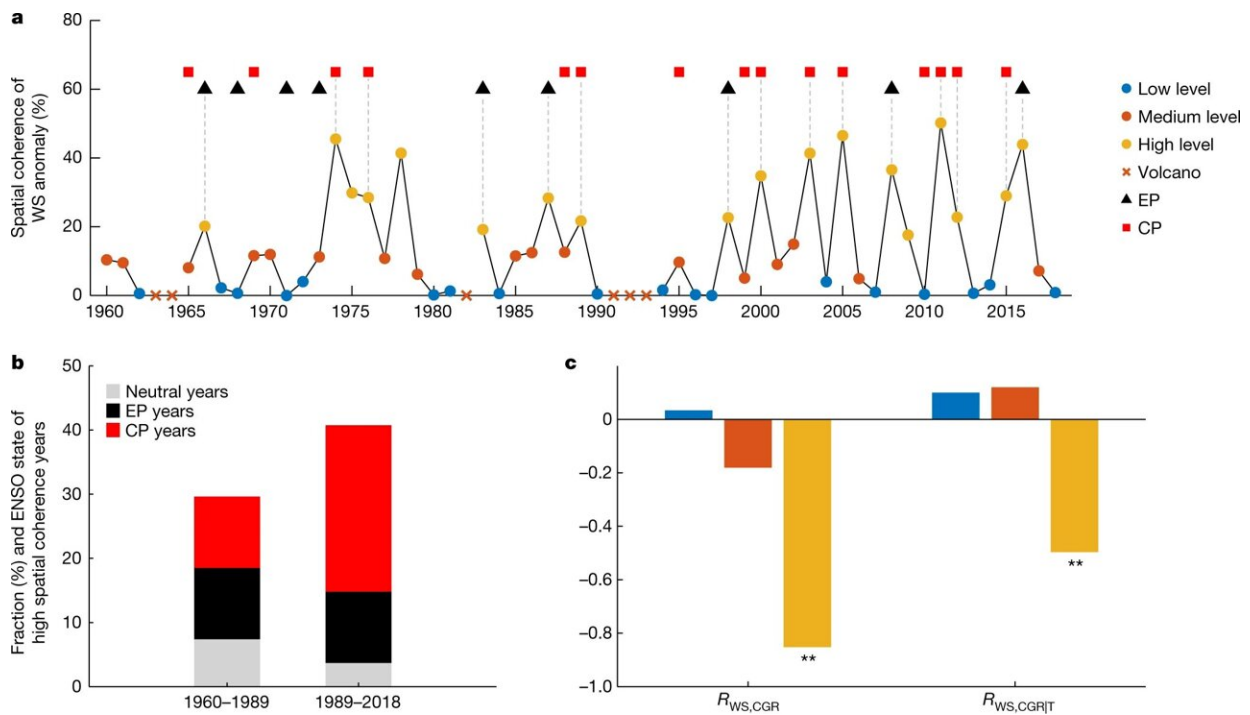 a
80
60
40
20
0
Spatial coherence of
WS anomaly (%)
1960 1965 1970 1975 1980 1985 1990 1995 2000 2005 2010 2015
Low level
Medium level
High level
Volcano
EP
CP
b
50
40
30
20
10
0
Fraction (%) and ENSO state of
high spatial coherence years
Neutral years
EP years
CP years
1960–1989 1989–2018
c
0
–0.2
–0.4
–0.6
–0.8
–1.0
**
**
R_WS,CGR R_WS,CGR|T